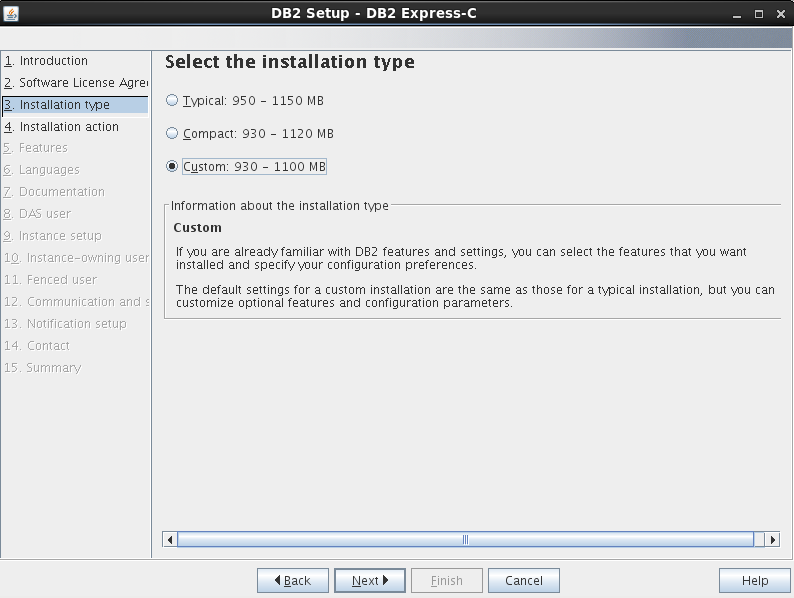 DB2 Setup - DB2 Express-C
1. Introduction
2. Software License Agre
3. Installation type
4. Installation action
5. Features
6. Languages
7. Documentation
8. DAS user
9. Instance setup
10. Instance-owning user
11. Fenced user
12. Communication and s
13. Notification setup
14. Contact
15. Summary
Select the installation type
Typical: 950 - 1150 MB
Compact: 930 - 1120 MB
Custom: 930 - 1100 MB
Information about the installation type
Custom
If you are already familiar with DB2 features and settings, you can select the features that you want
installed and specify your configuration preferences.
The default settings for a custom installation are the same as those for a typical installation, but you can
customize optional features and configuration parameters.
Back
Next
Finish
Cancel
Help